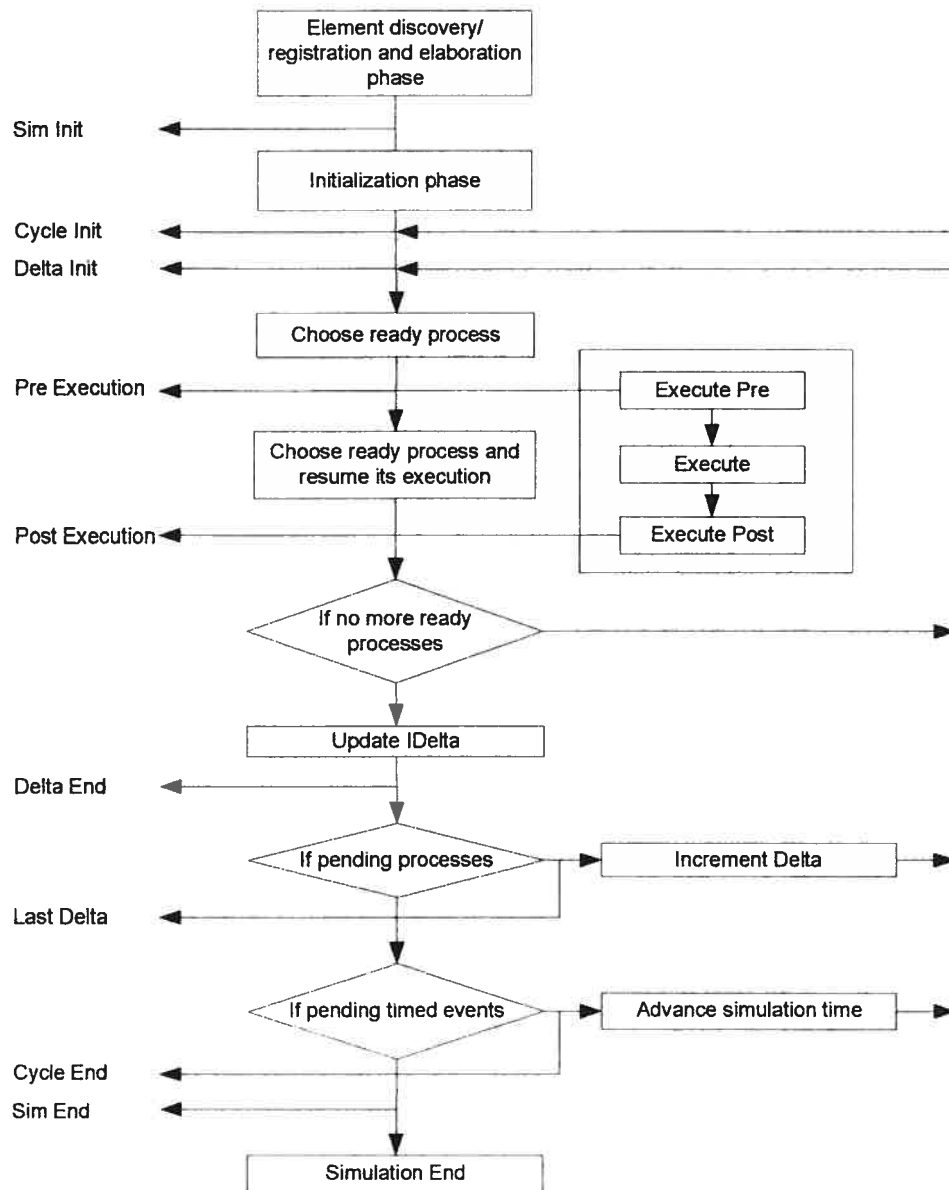 Element discovery/
registration and elaboration
phase
Sim Init
Initialization phase
Cycle Init
Delta Init
Choose ready process
Pre Execution
Execute Pre
Choose ready process and
resume its execution
Execute
Post Execution
Execute Post
If no more ready
processes
Update IDelta
Delta End
If pending processes
Increment Delta
Last Delta
If pending timed events
Advance simulation time
Cycle End
Sim End
Simulation End